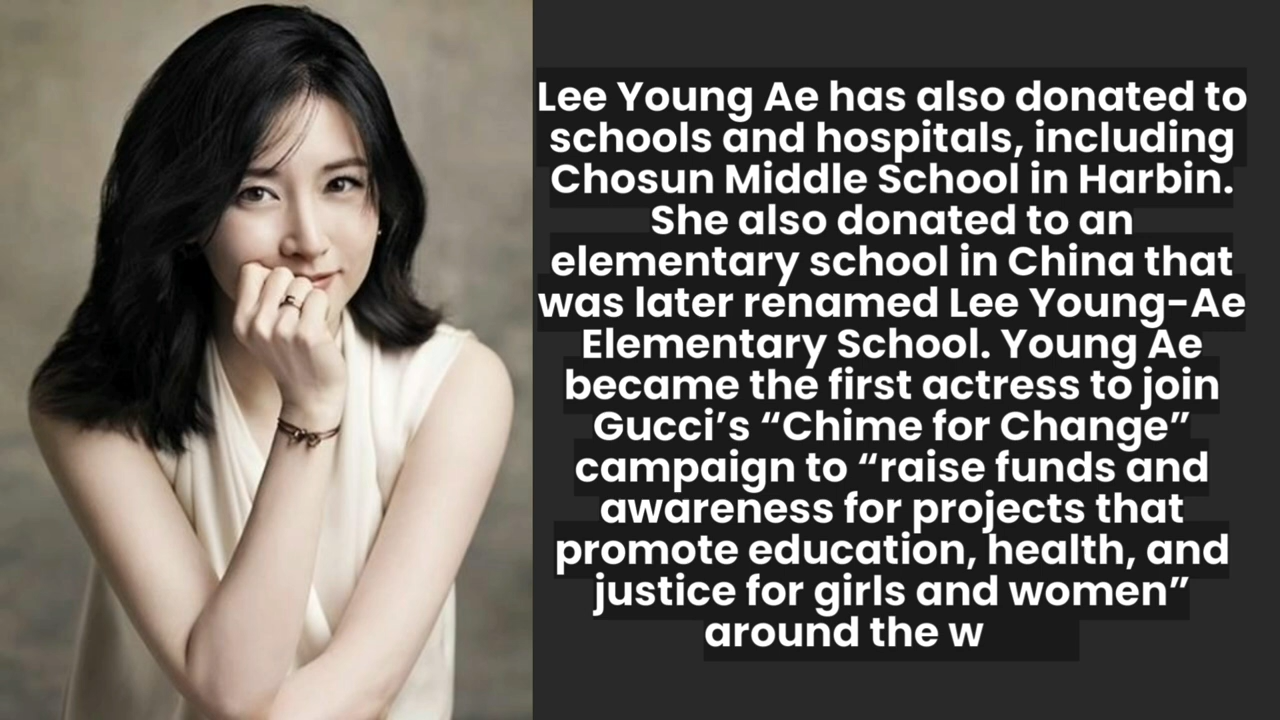 Lee Young Ae has also donated to
schools and hospitals, including
Chosun Middle School in Harbin.
She also donated to an
elementary school in China that
was later renamed Lee Young-Ae
Elementary School. Young Ae
became the first actress to join
Gucci’s “Chime for Change”
campaign to “raise funds and
awareness for projects that
promote education, health, and
justice for girls and women”
around the w